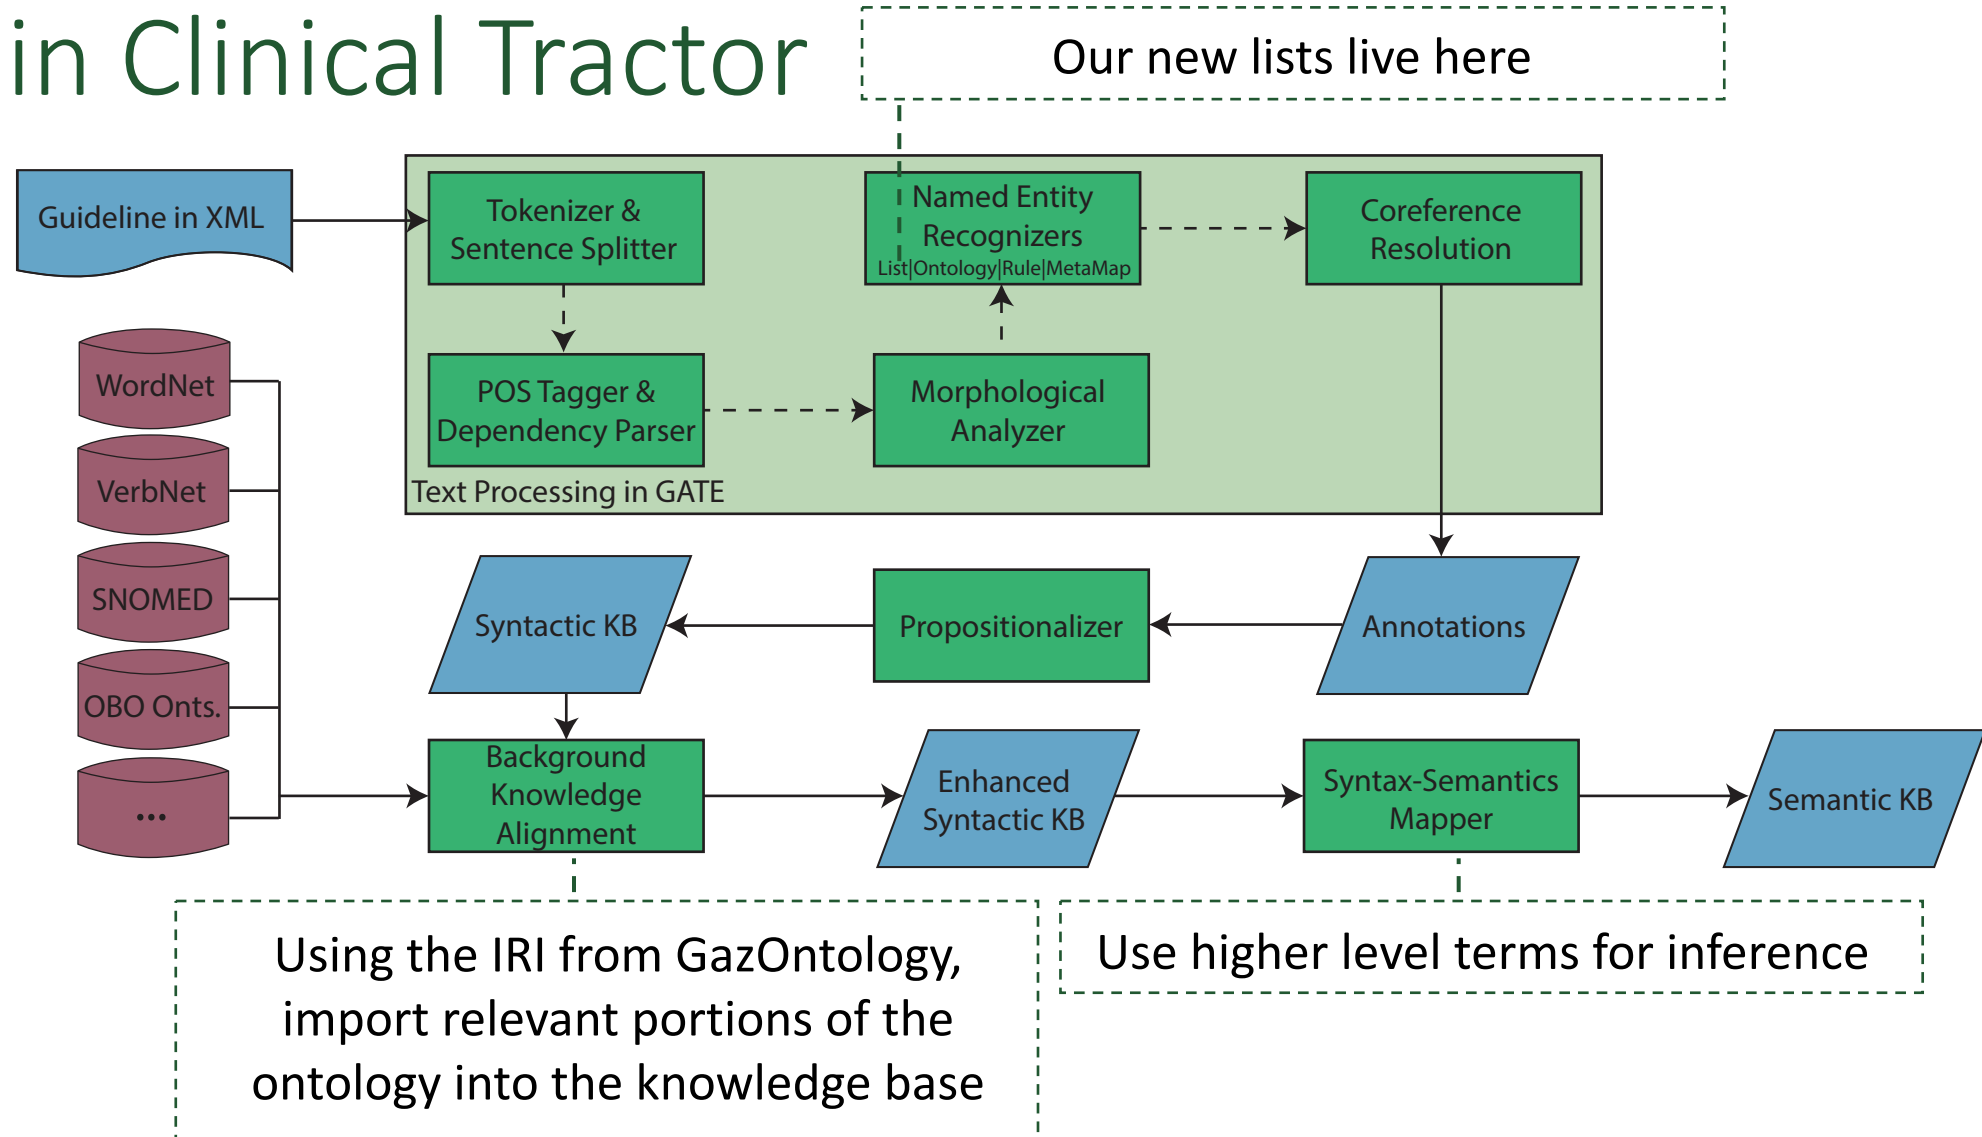 in Clinical Tractor
Our new lists live here
Guideline in XML
Tokenizer &
Sentence Splitter
Named Entity
Recognizers
List|Ontology|Rule|MetaMap
Coreference
Resolution
WordNet
POS Tagger &
Dependency Parser
Morphological
Analyzer
VerbNet
Text Processing in GATE
SNOMED
Syntactic KB
Propositionalizer
Annotations
OBO Onts.
...
Background
Knowledge
Alignment
Enhanced
Syntactic KB
Syntax-Semantics
Mapper
Semantic KB
Using the IRI from GazOntology,
import relevant portions of the
ontology into the knowledge base
Use higher level terms for inference